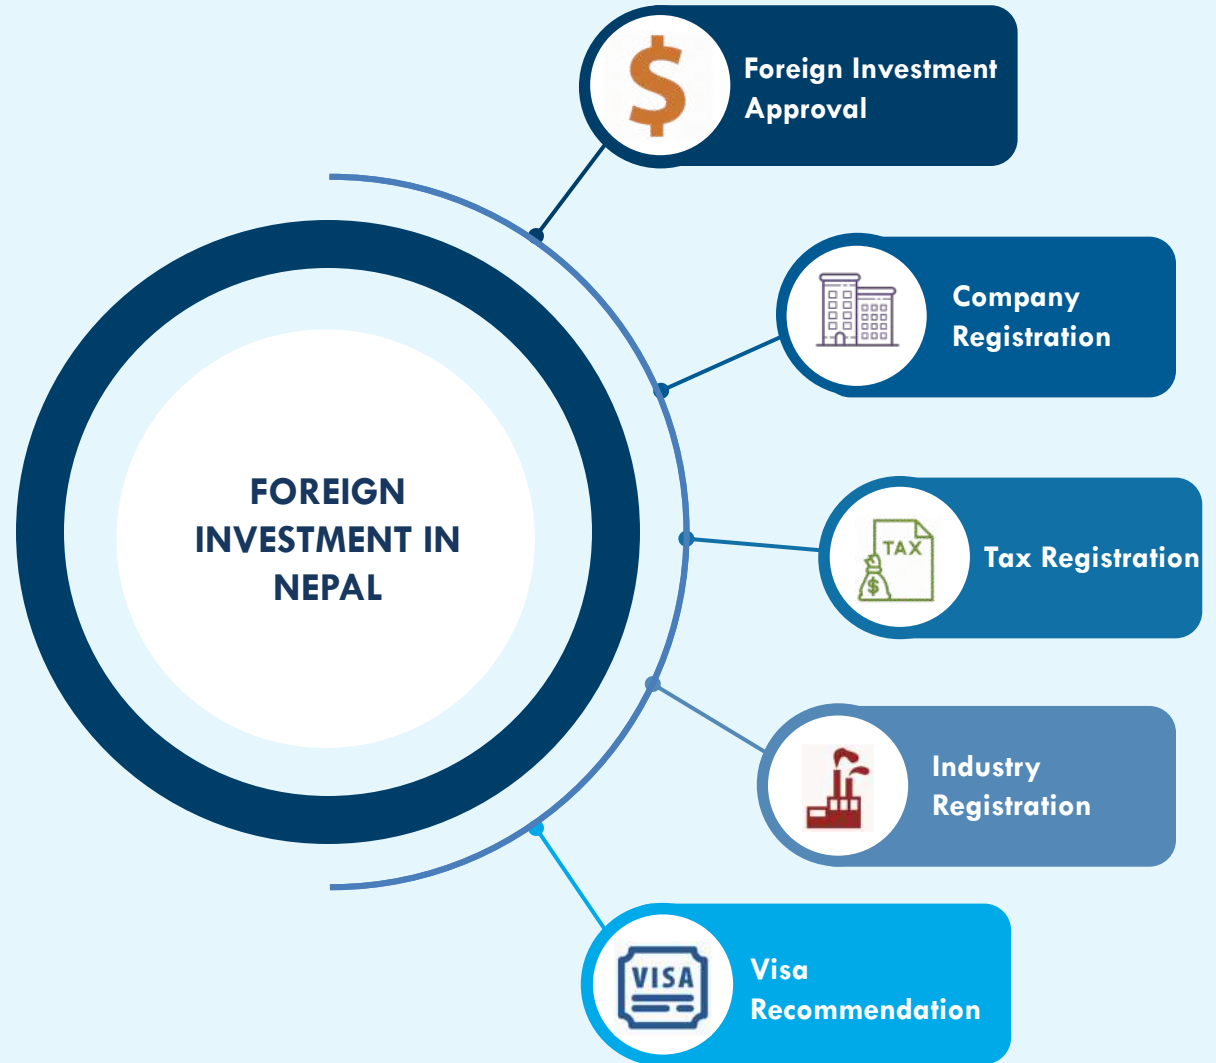 Foreign Investment
Approval
Company
Registration
FOREIGN
INVESTMENT IN
NEPAL
TAX
$
Tax Registration
Industry
Registration
VISA
Visa
Recommendation